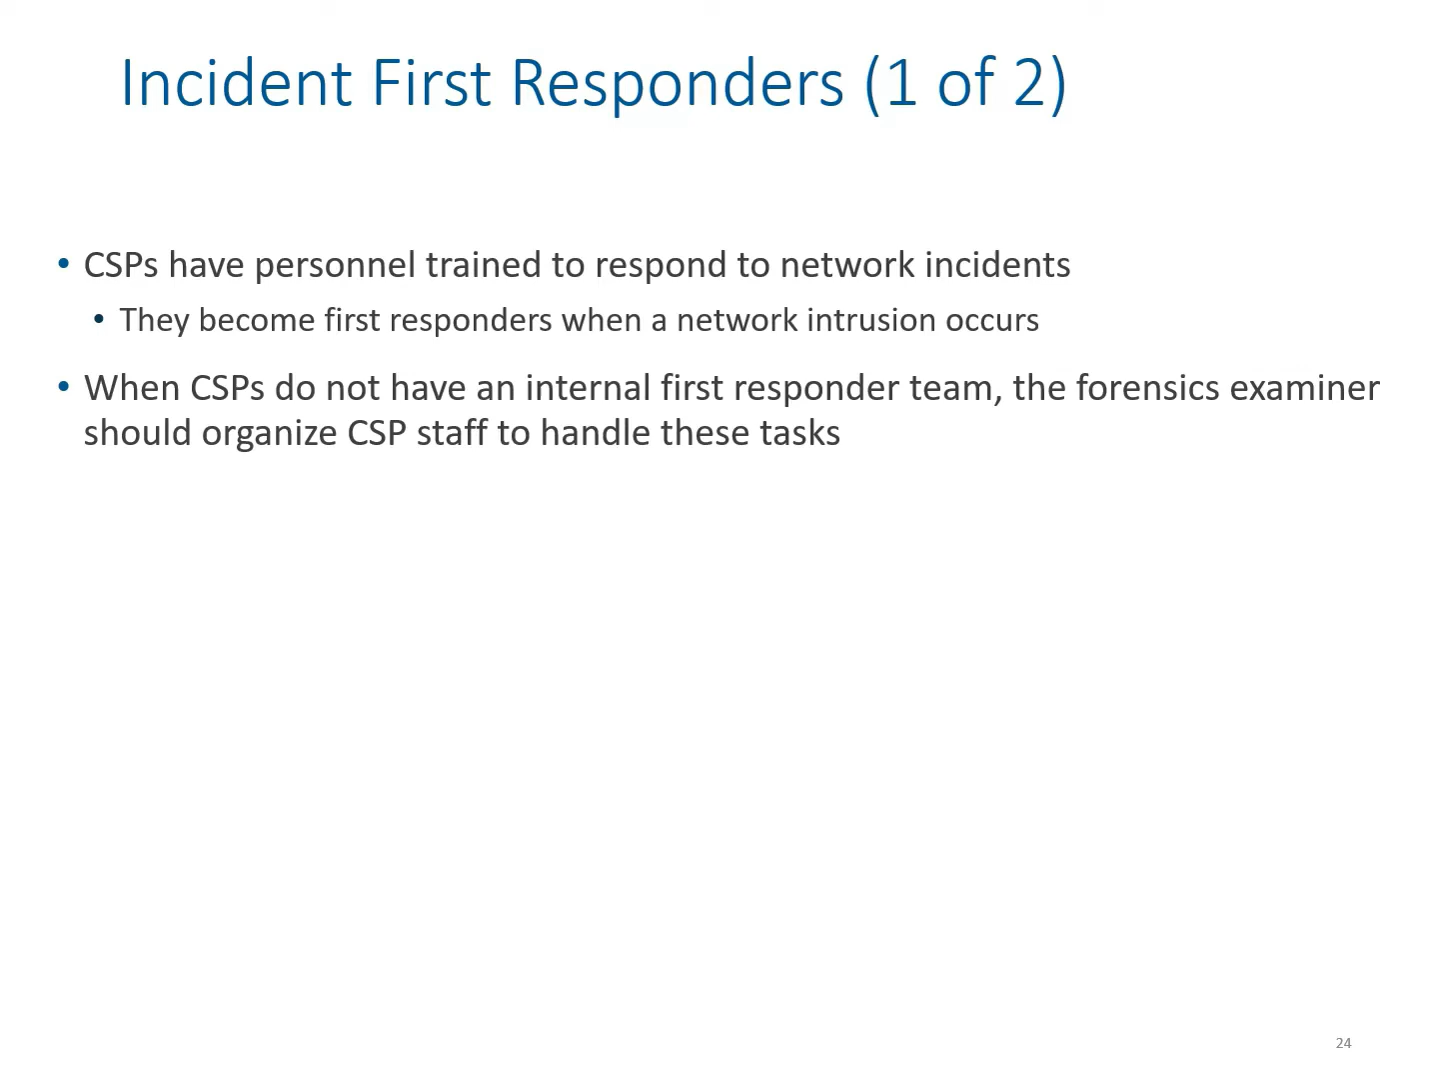 Incident First Responders (1 of 2)
• CSPs have personnel trained to respond to network incidents
• They become first responders when a network intrusion occurs
• When CSPs do not have an internal first responder team, the forensics examiner
should organize CSP staff to handle these tasks
24